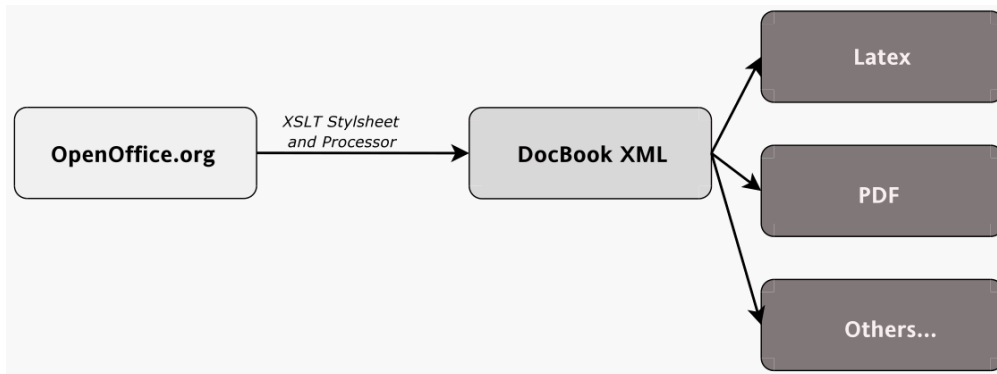 OpenOffice.org
XSLT Stylsheet
and Processor
DocBook XML
Latex
PDF
Others...